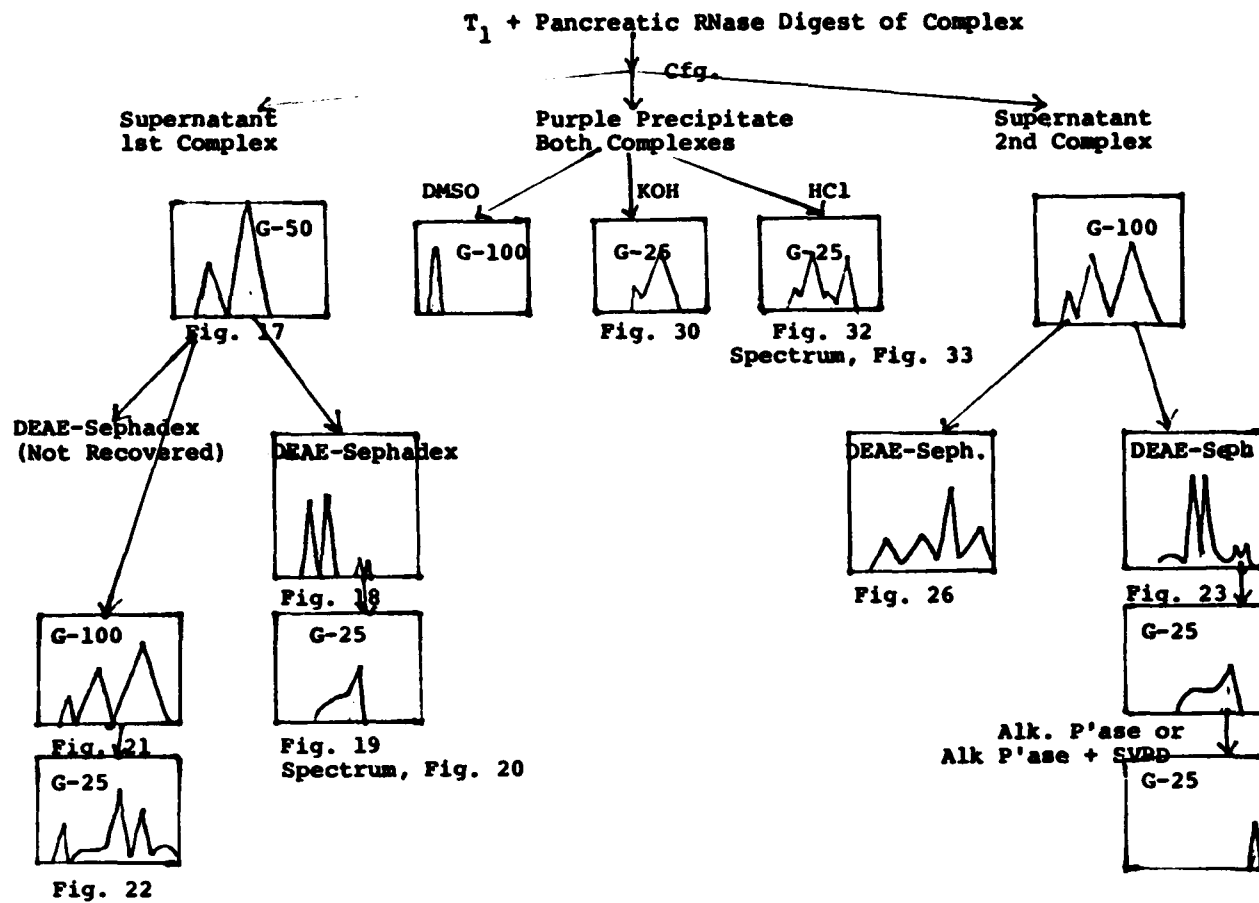 T1 + Pancreatic RNase Digest of Complex
Cfg.
Supernatant
1st Complex
Purple Precipitate
Both Complexes
Supernatant
2nd Complex
DMSO
KOH
HCl
G-50
G-100
G-25
G-25
G-100
Fig. 17
Fig. 30
Fig. 32
Spectrum, Fig. 33
DEAE-Sephadex
(Not Recovered)
DEAE-Sephadex
DEAE-Seph.
DEAE-Seph
Fig. 18
Fig. 26
Fig. 23
G-100
G-25
G-25
Fig. 21
Fig. 19
Spectrum, Fig. 20
Alk. P'ase or
Alk P'ase + SVPD
G-25
G-25
Fig. 22